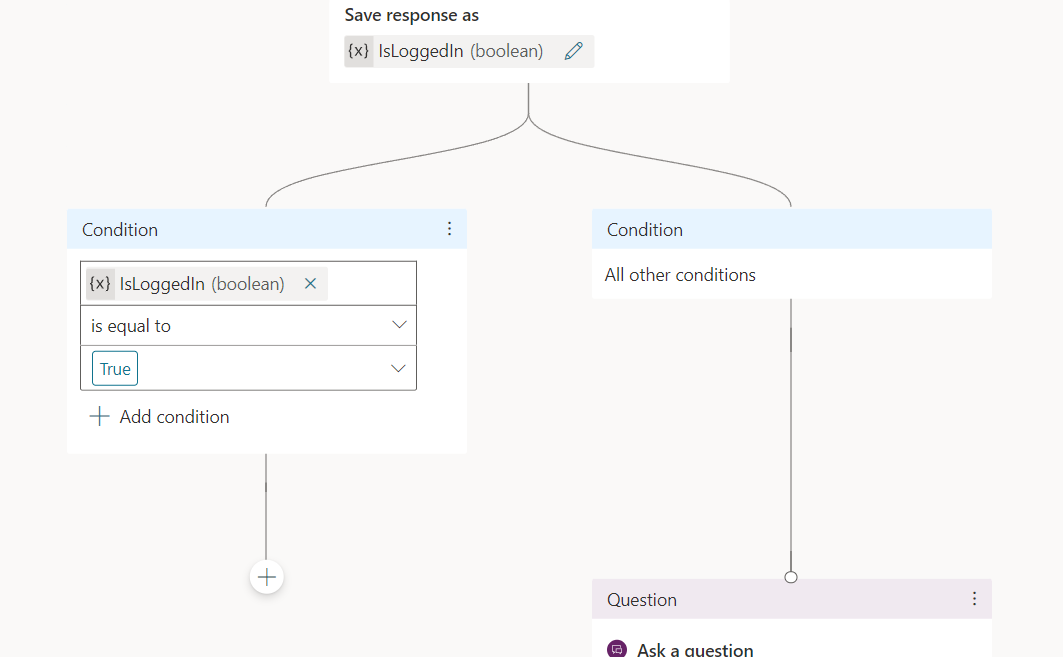 Save response as
{x} IsLoggedIn (boolean)
Condition
{x} IsLoggedIn (boolean)
is equal to
True
Add condition
Condition
All other conditions
Question
Ask a question